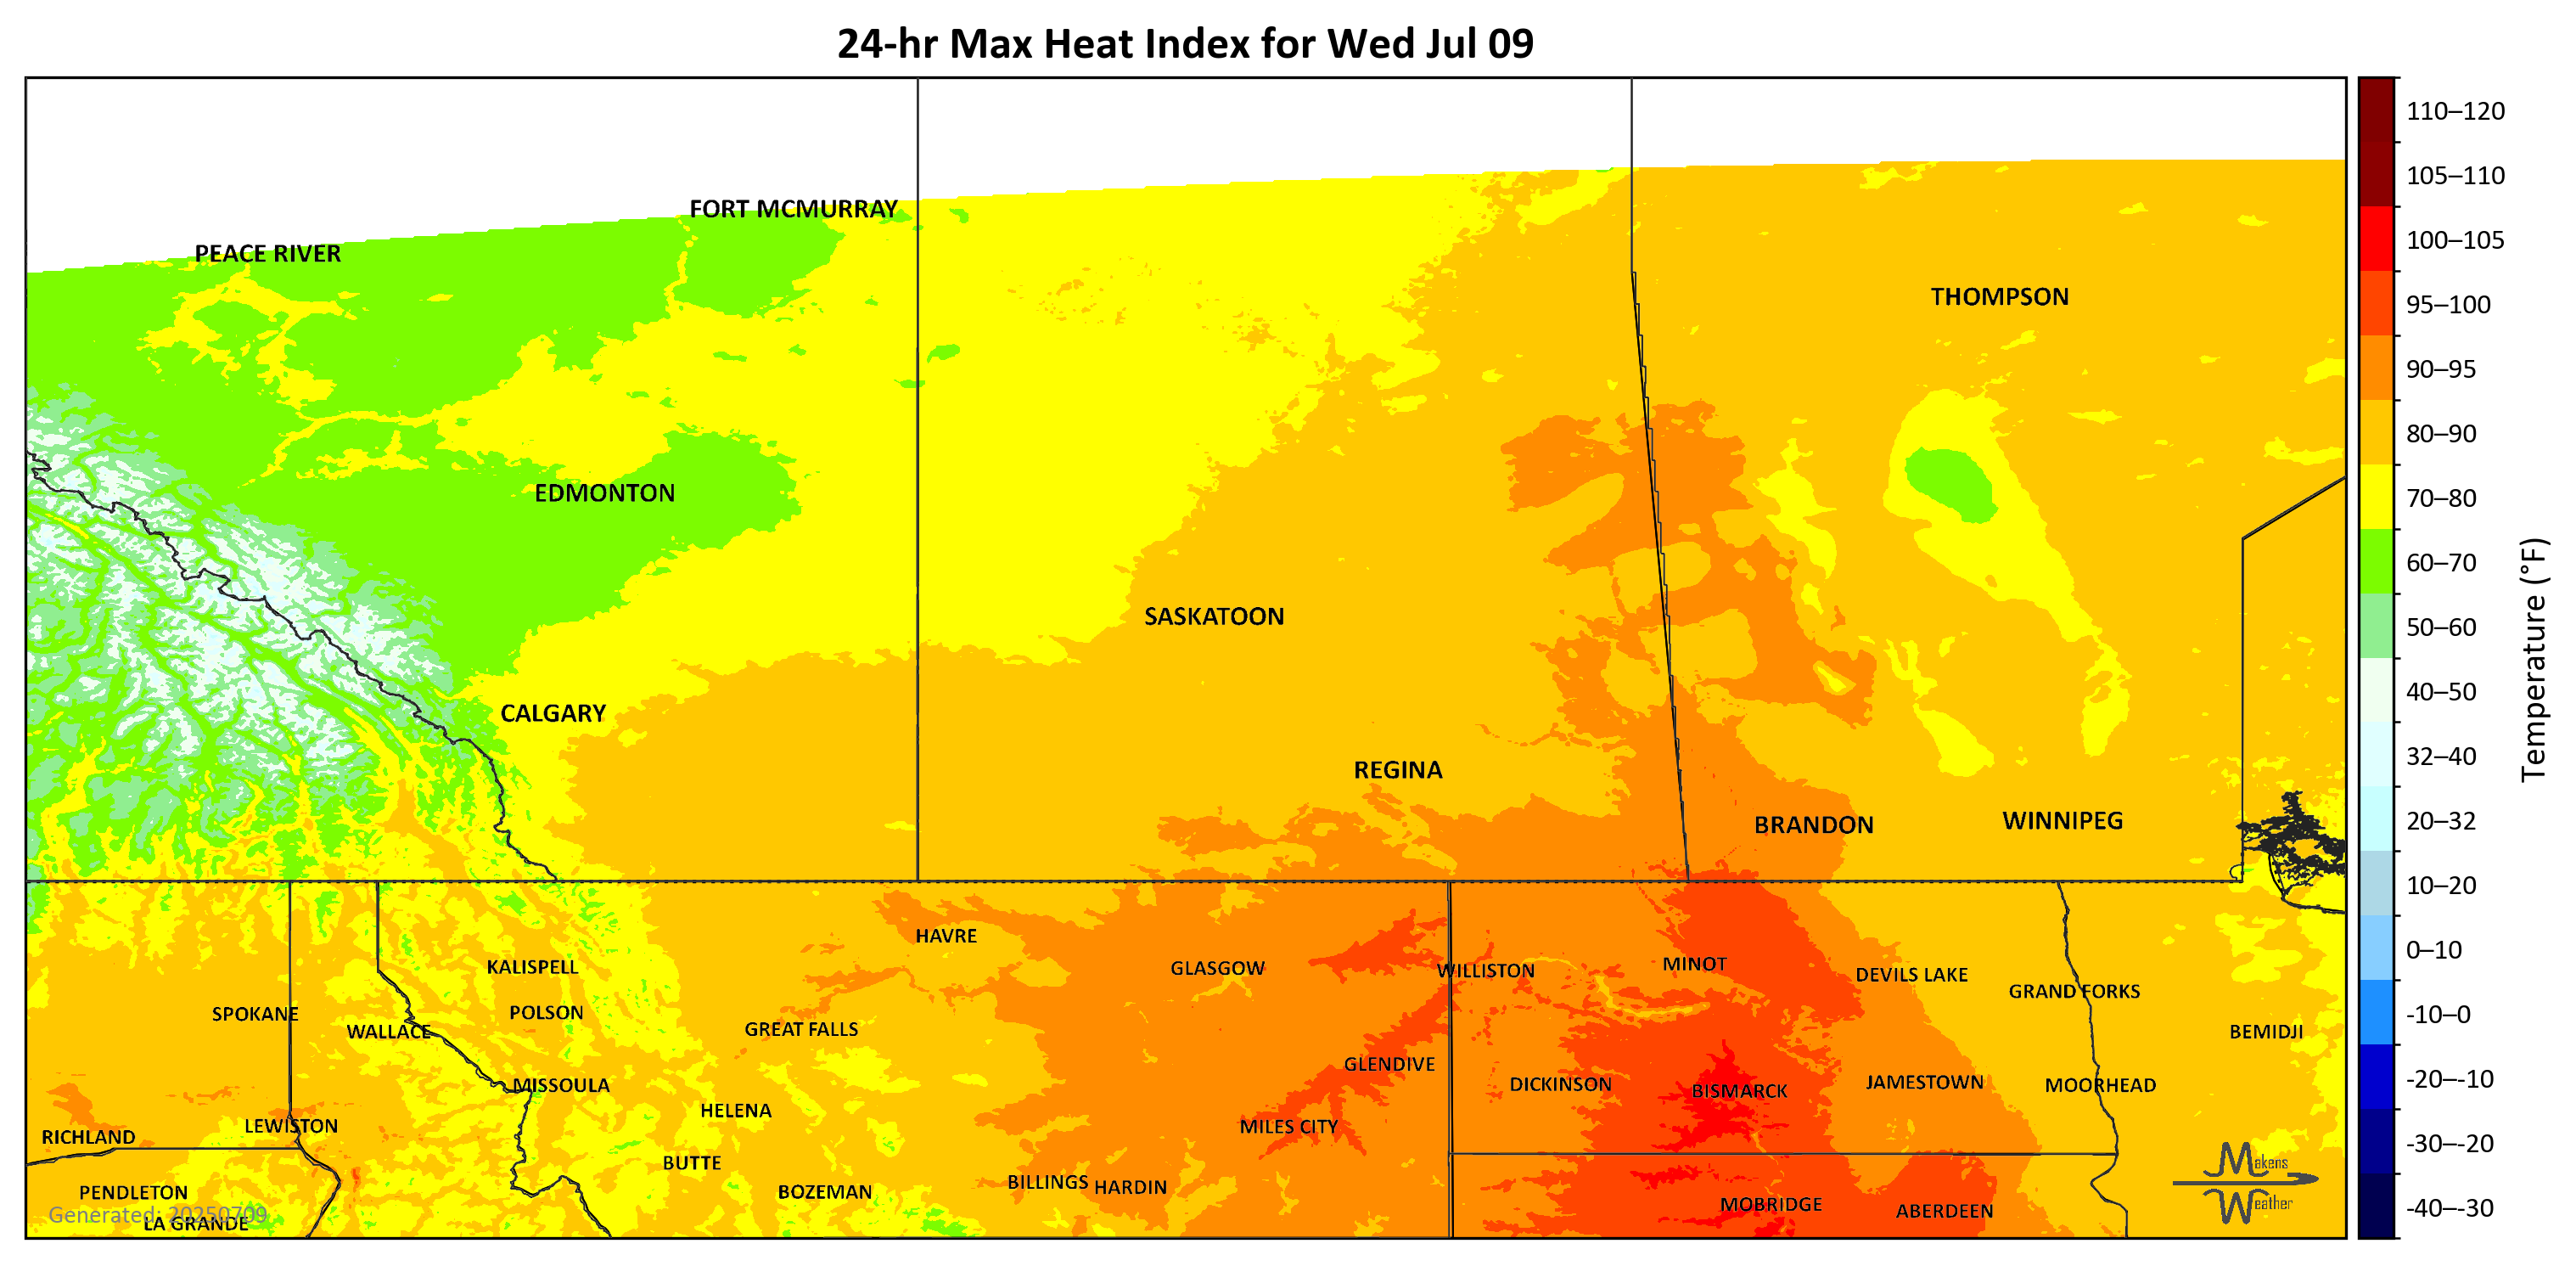 24-hr Max Heat Index for Wed Jul 09
110–120
105–110
FORT MCMURRAY
100–105
PEACE RIVER
THOMPSON
95–100
90–95
80–90
EDMONTON
70–80
60–70
SASKATOON
50–60
Temperature (°F)
40–50
CALGARY
32–40
REGINA
20–32
BRANDON
WINNIPEG
10–20
HAVRE
0–10
KALISPELL
GLASGOW
WILLISTON
MINOT
DEVILS LAKE
GRAND FORKS
SPOKANE
POLSON
-10–0
WALLACE
GREAT FALLS
BEMIDJI
GLENDIVE
-20–-10
MISSOULA
DICKINSON
BISMARCK
JAMESTOWN
MOORHEAD
HELENA
LEWISTON
MILES CITY
RICHLAND
-30–-20
BUTTE
Makens
BILLINGS
HARDIN
PENDLETON
BOZEMAN
Weather
MOBRIDGE
ABERDEEN
-40–-30
Generated: 20250709
LA GRANDE